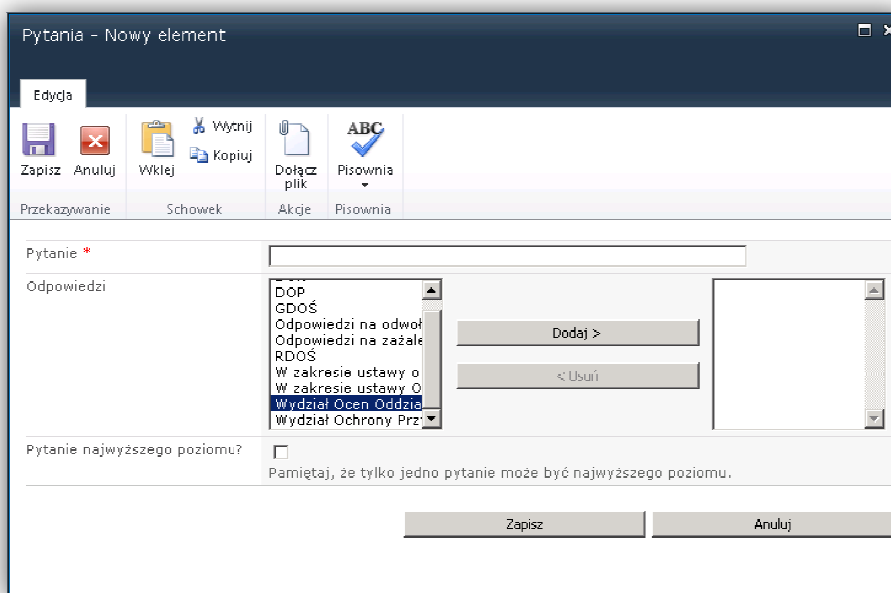 Pytania - Nowy element
Edycja
Zapisz
Anuluj
Wklej
Wytnij
Kopiuj
Dołącz
plik
ABC
Pisownia
Przekazywanie
Schowek
Akcje
Pisownia
Pytanie *
Odpowiedzi
DOP
GDOŚ
Odpowiedzi na odwoł
Odpowiedzi na zażale
RDOŚ
W zakresie ustawy o
W zakresie ustawy O
Wydział Ocen Oddzia
Wydział Ochrony Prz
Dodaj >
< Usuń
Pytanie najwyższego poziomu?
Pamiętaj, że tylko jedno pytanie może być najwyższego poziomu.
Zapisz
Anuluj